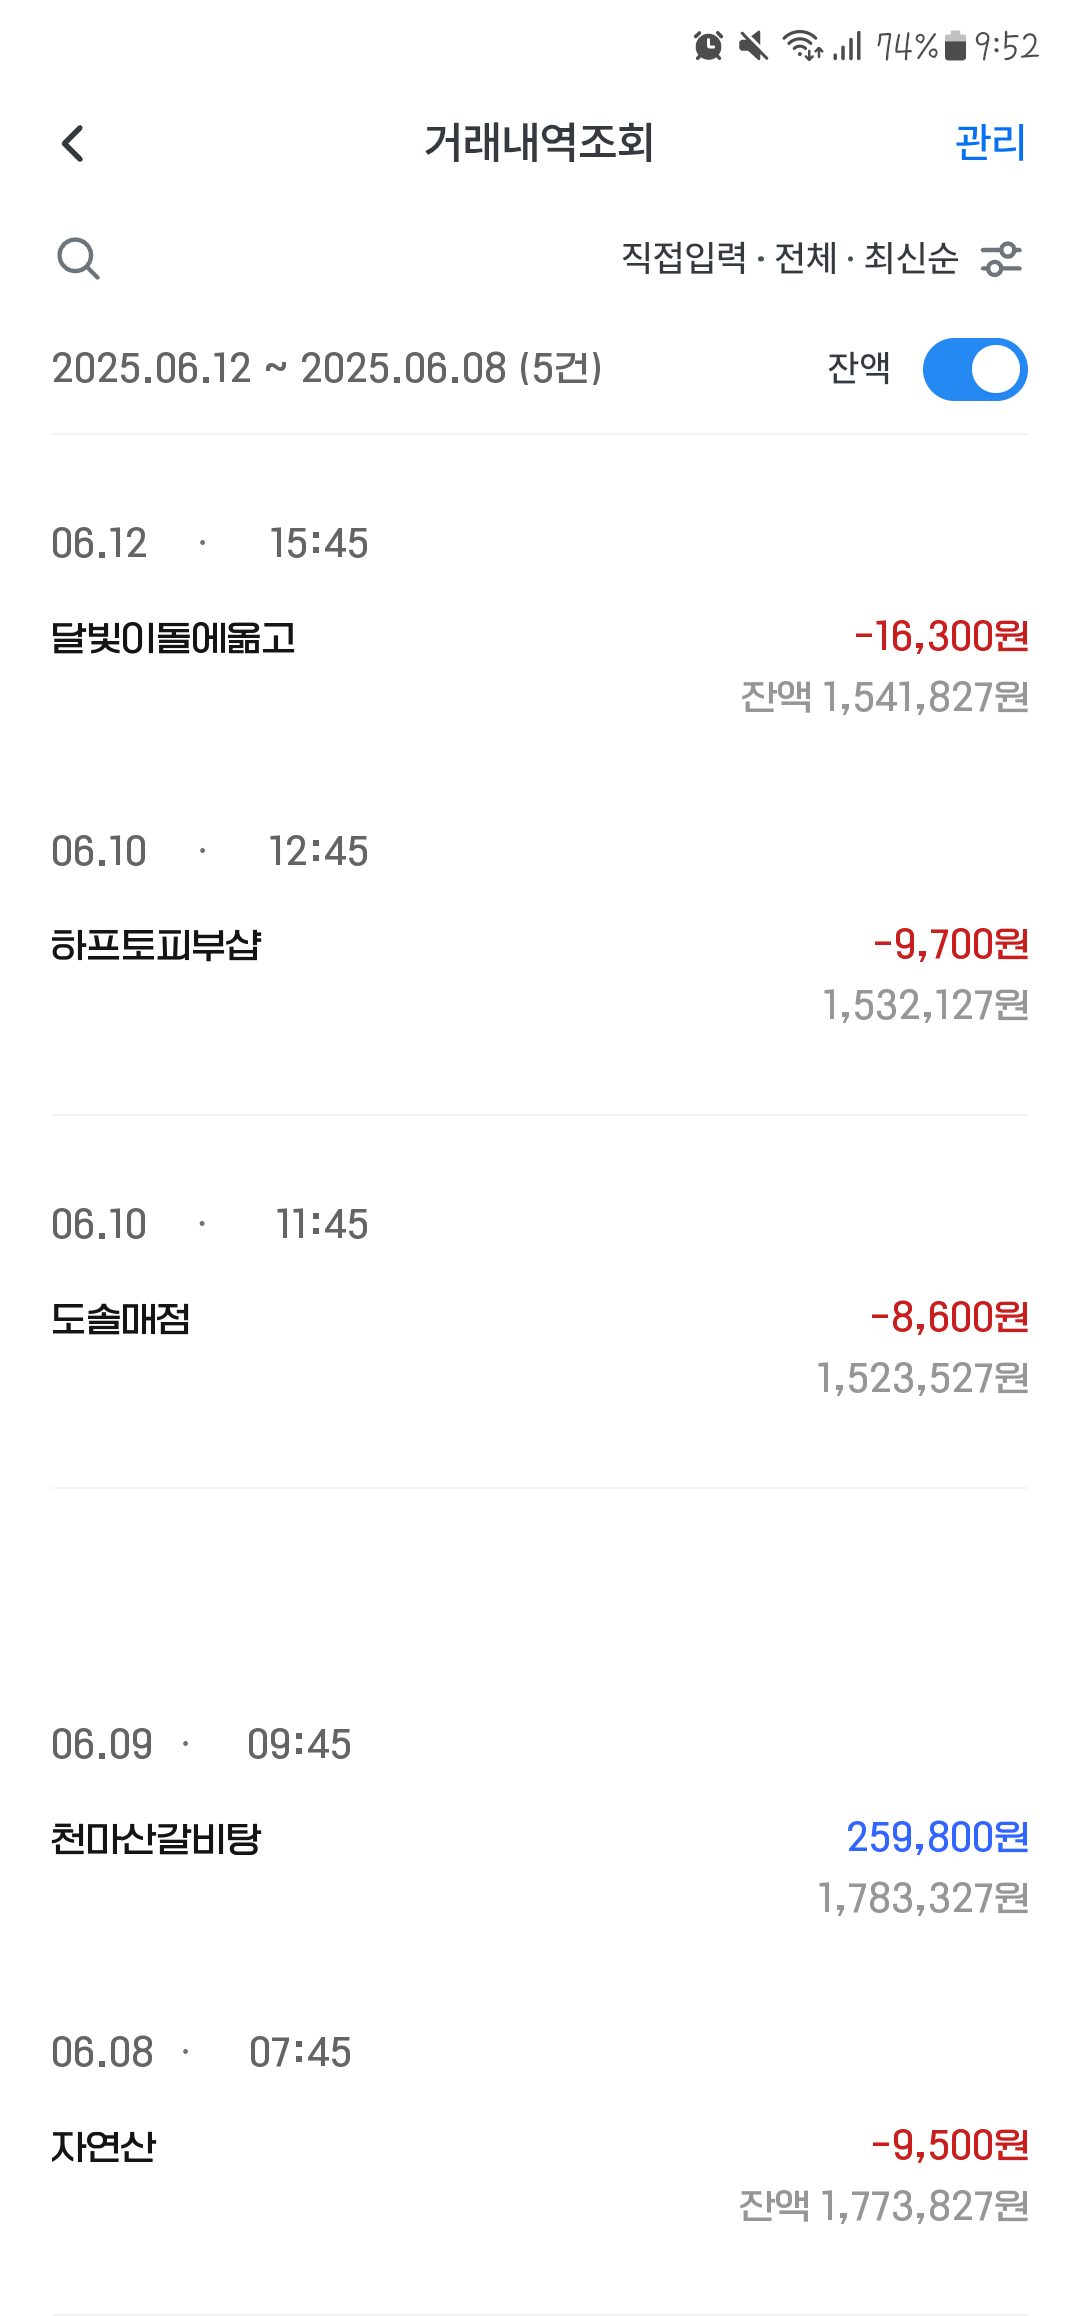 74% 9:52
거래내역조회 관리
직접입력 · 전체 · 최신순
2025.06.12 ~ 2025.06.08 (5건) 잔액
06.12 · 15:45
달빛이돌에옮고 -16,300원
잔액 1,541,827원
06.10 · 12:45
하프토피부샵 -9,700원
1,532,127원
06.10 · 11:45
도솔매점 -8,600원
1,523,527원
06.09 · 09:45
천마산갈비탕 259,800원
1,783,327원
06.08 · 07:45
자연산 -9,500원
잔액 1,773,827원